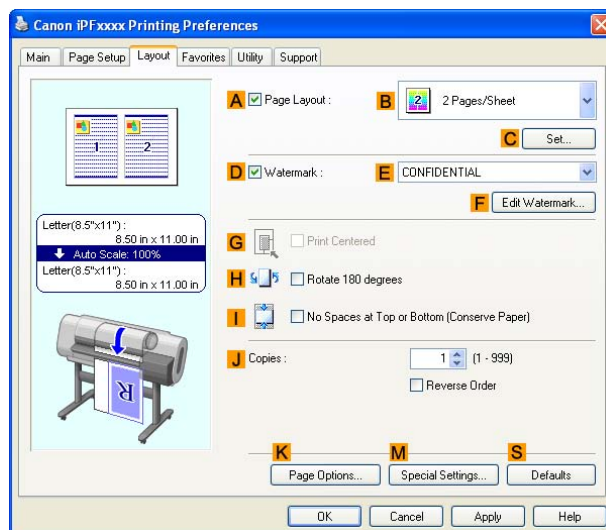 Canon iPFxxxx Printing Preferences
Main Page Setup Layout Favorites Utility Support
A Page Layout : B 2 2 Pages/Sheet
1 2
C Set...
D Watermark : E CONFIDENTIAL
F Edit Watermark...
Letter(8.5"x11") :
8.50 in x 11.00 in
Auto Scale: 100%
Letter(8.5"x11") :
8.50 in x 11.00 in
G Print Centered
H Rotate 180 degrees
I No Spaces at Top or Bottom (Conserve Paper)
J Copies : 1 (1 - 999)
Reverse Order
R
K M S
Page Options... Special Settings... Defaults
OK Cancel Apply Help